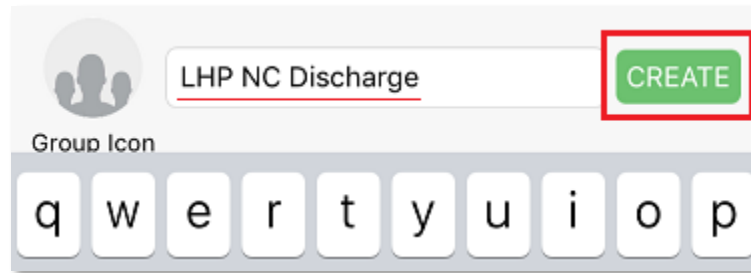 LHP NC Discharge CREATE
Group Icon
q w e r t y u i o p